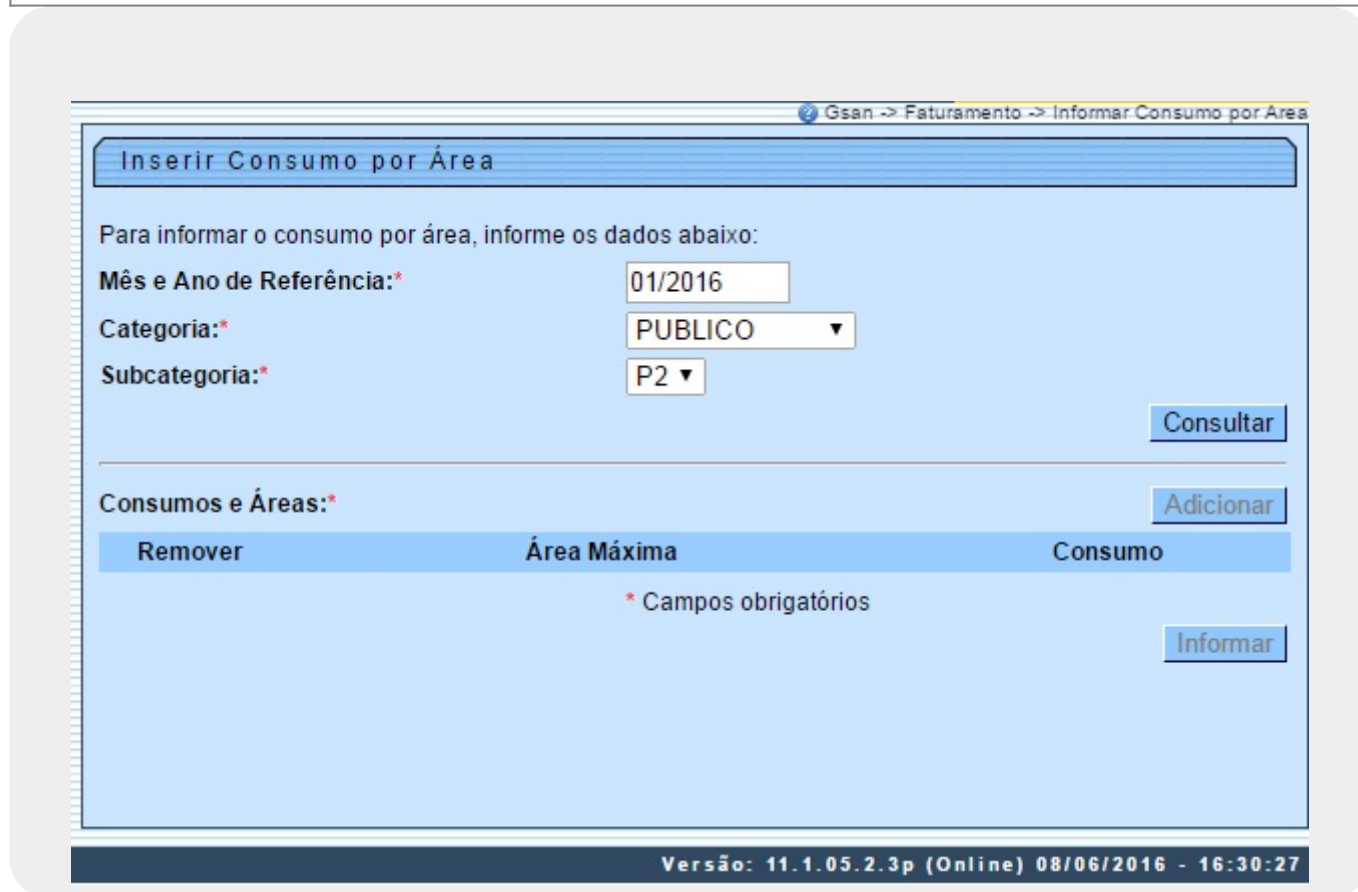 Gsan -> Faturamento -> Informar Consumo por Area
Inserir Consumo por Área
Para informar o consumo por área, informe os dados abaixo:
Mês e Ano de Referência:* 01/2016
Categoria:* PUBLICO
Subcategoria:* P2
Consultar
Consumos e Áreas:* Adicionar
Remover Área Máxima Consumo
* Campos obrigatórios
Informar
Versão: 11.1.05.2.3p (Online) 08/06/2016 - 16:30:27